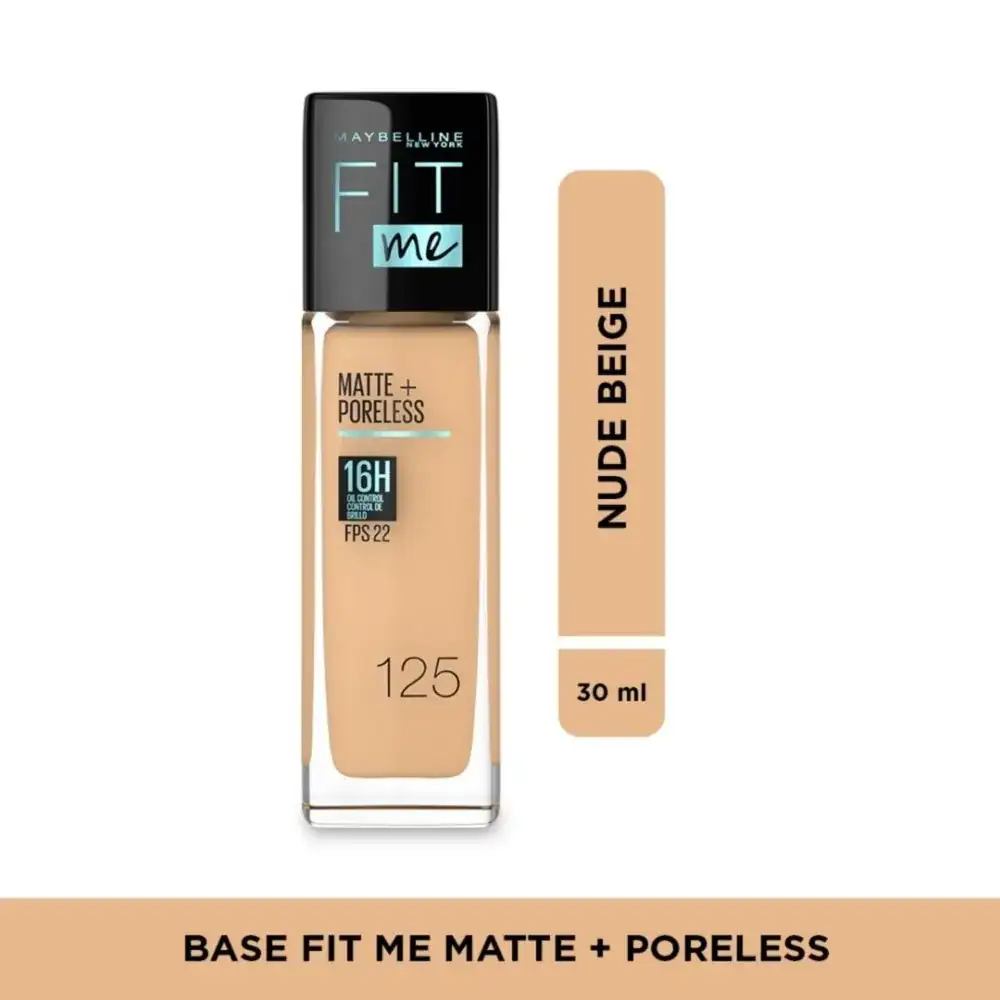 MAYBELLINE
NEW YORK
FIT
me
MATTE +
PORELESS
16H
OIL CONTROL
CONTROL DE
BRILLO
FPS 22
125
NUDE BEIGE
30 ml
BASE FIT ME MATTE + PORELESS